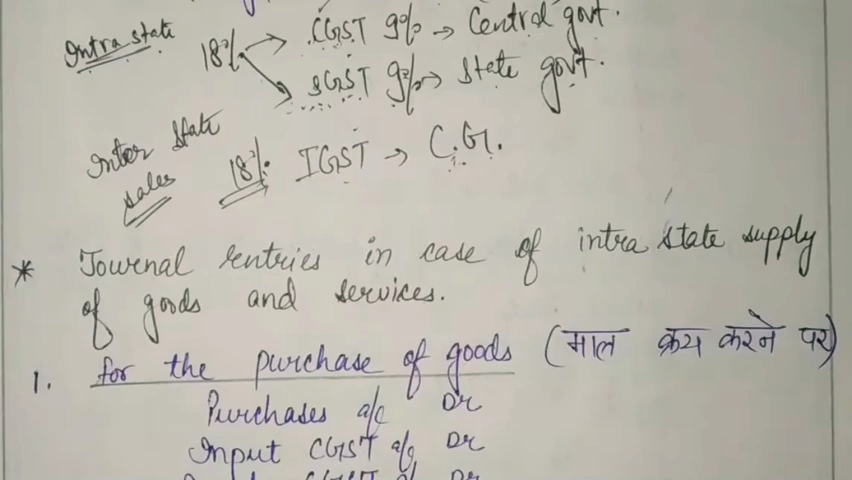 Intra state 18% CGST 9% → Central govt.
SGST 9% → State govt.
Inter state sales 18% IGST → C.G.
* Journal entries in case of intra state supply
of goods and services.
1. for the purchase of goods (माल क्रय करने पर)
Purchases a/c Dr
Input CGST a/c Dr